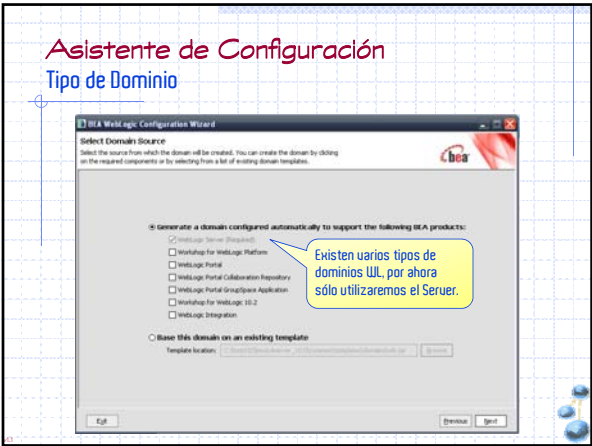 Asistente de Configuración
Tipo de Dominio
BEA WebLogic Configuration Wizard
Select Domain Source
Select the source from which the domain will be created. You can create the domain by clicking
on the required components or by selecting from a list of existing domain templates.
bea
Generate a domain configured automatically to support the following BEA products:
WebLogic Server (Required)
Workshop for WebLogic Platform
WebLogic Portal
WebLogic Portal Collaboration Repository
WebLogic Portal GroupSpace Application
Workshop for WebLogic 10.2
WebLogic Integration
Existen varios tipos de
dominios WL, por ahora
sólo utilizaremos el Server.
Base this domain on an existing template
Template location:
Browse
Exit
Previous
Next